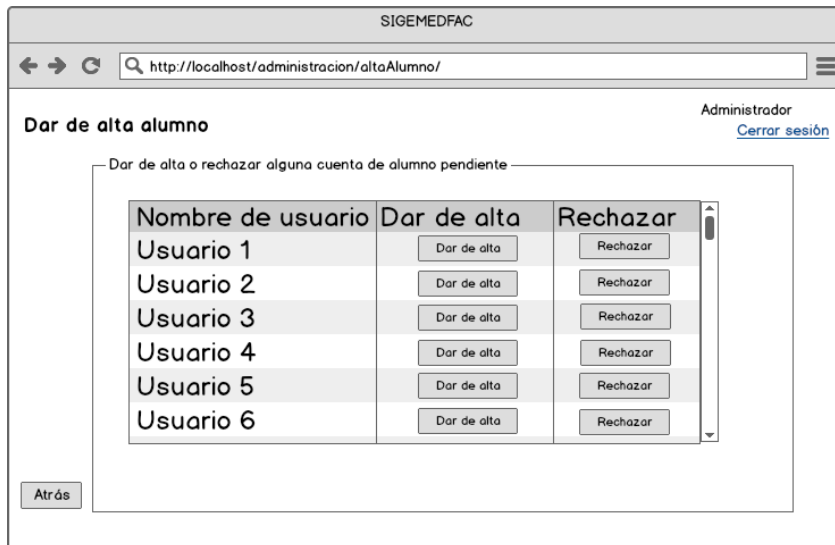 SIGEMEDFAC
http://localhost/administracion/altaAlumno/
Administrador
Dar de alta alumno
Cerrar sesión
Dar de alta o rechazar alguna cuenta de alumno pendiente
Nombre de usuario Dar de alta Rechazar
Usuario 1 Dar de alta Rechazar
Usuario 2 Dar de alta Rechazar
Usuario 3 Dar de alta Rechazar
Usuario 4 Dar de alta Rechazar
Usuario 5 Dar de alta Rechazar
Usuario 6 Dar de alta Rechazar
Atrás